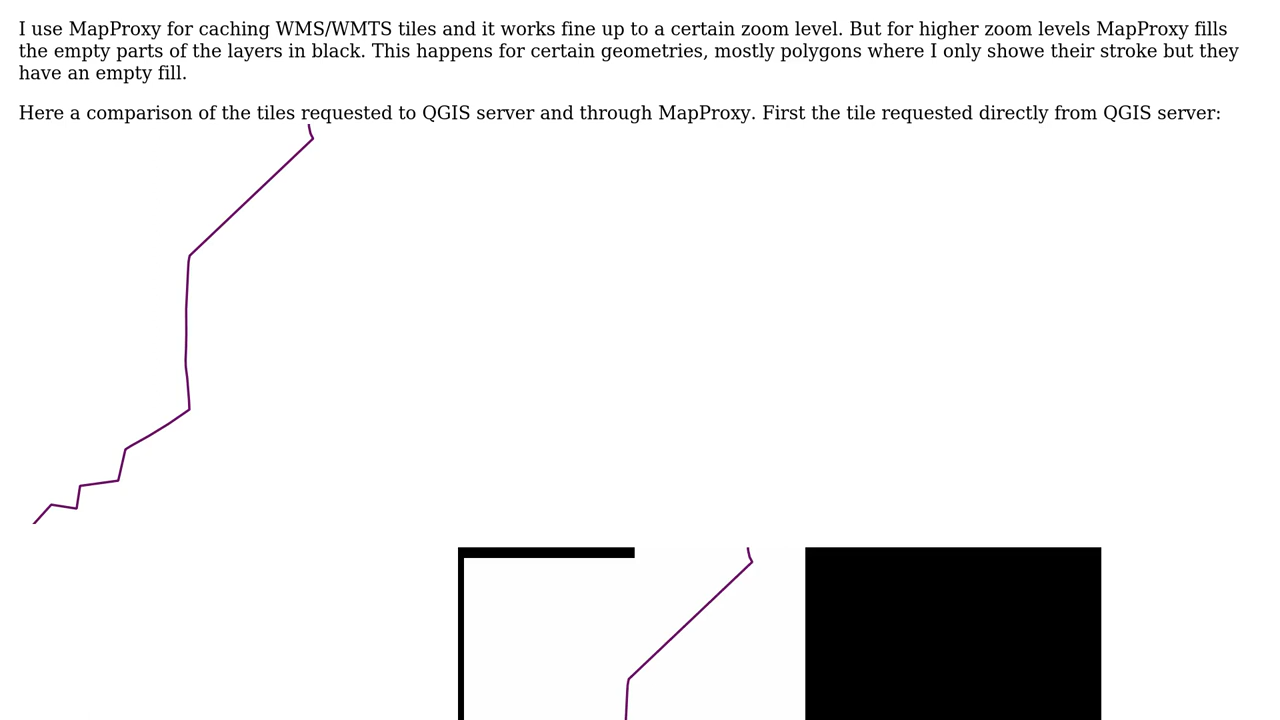 I use MapProxy for caching WMS/WMTS tiles and it works fine up to a certain zoom level. But for higher zoom levels MapProxy fills
the empty parts of the layers in black. This happens for certain geometries, mostly polygons where I only showe their stroke but they
have an empty fill.
Here a comparison of the tiles requested to QGIS server and through MapProxy. First the tile requested directly from QGIS server: